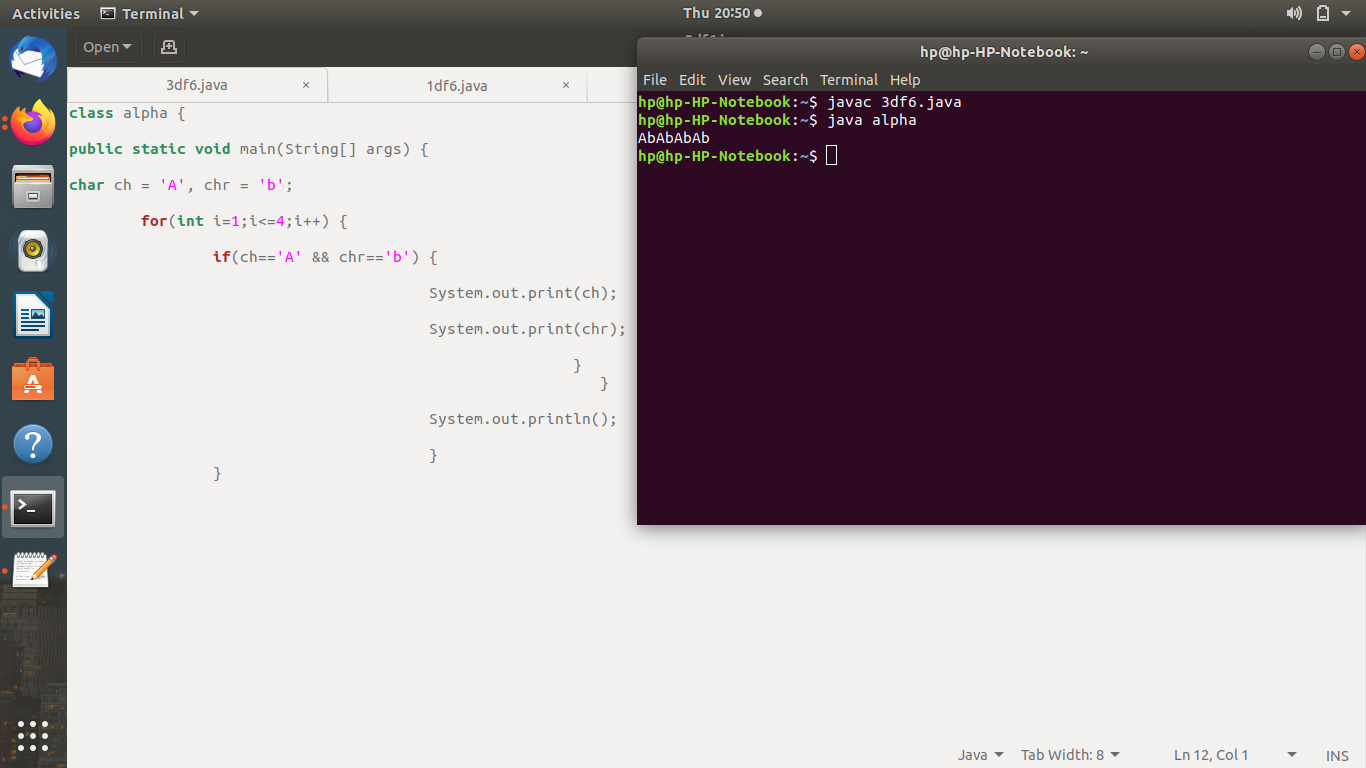 Activities Terminal Thu 20:50
Open
3df6.java × 1df6.java ×
class alpha {
public static void main(String[] args) {
char ch = 'A', chr = 'b';
for(int i=1;i<=4;i++) {
if(ch=='A' && chr=='b') {
System.out.print(ch);
System.out.print(chr);
}
}
System.out.println();
}
}
hp@hp-HP-Notebook: ~
File Edit View Search Terminal Help
hp@hp-HP-Notebook:~$ javac 3df6.java
hp@hp-HP-Notebook:~$ java alpha
AbAbAbAb
hp@hp-HP-Notebook:~$
Java Tab Width: 8 Ln 12, Col 1 INS